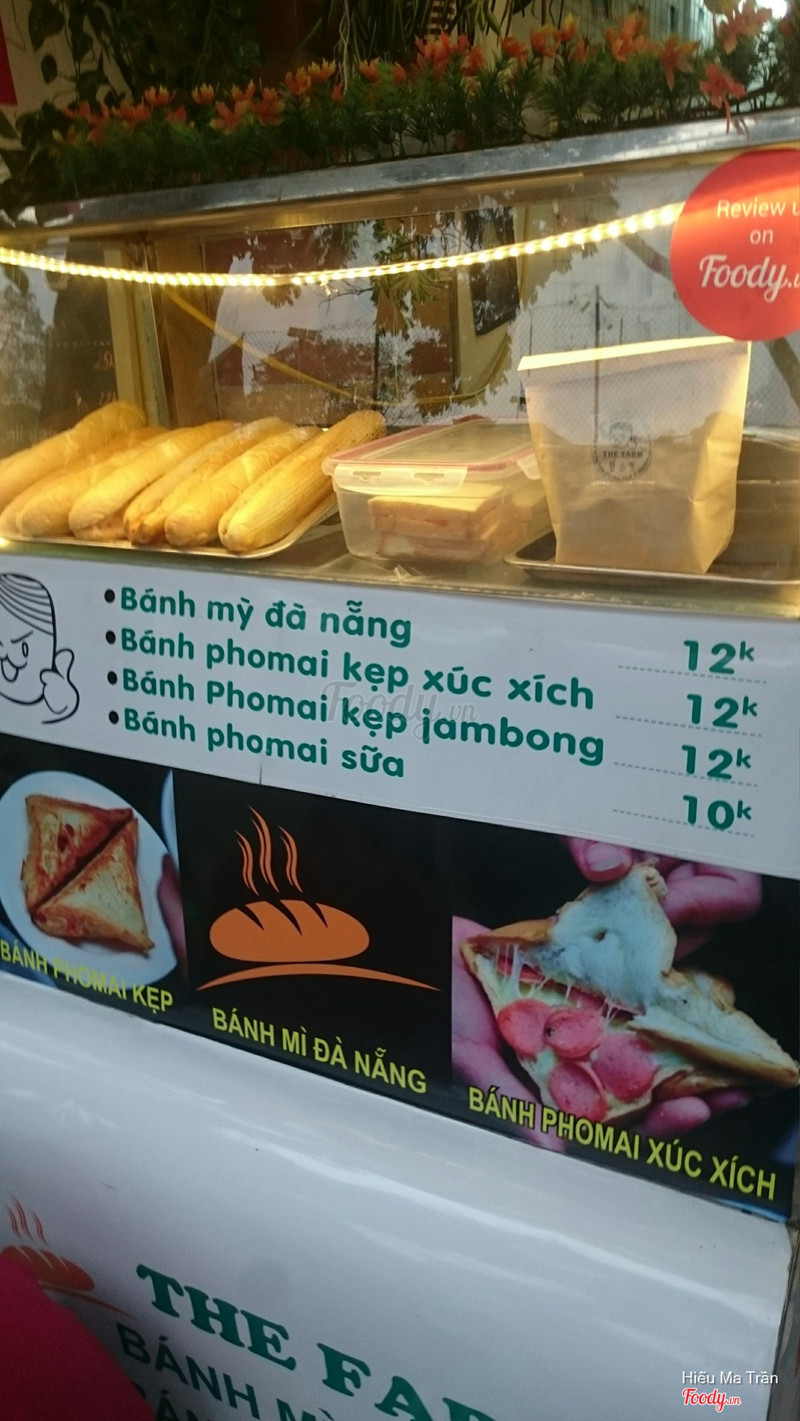 Review u
on
Foody.
THE FARM
•Bánh mỳ đà nẵng 12k
•Bánh phomai kẹp xúc xích 12k
•Bánh Phomai kẹp jambong 12k
•Bánh phomai sữa 10k
Foody.vn
BÁNH PHOMAI KẸP
BÁNH MÌ ĐÀ NẴNG
BÁNH PHOMAI XÚC XÍCH
THE FAR
BÁNH M
Hiếu Ma Trần
Foody.vn